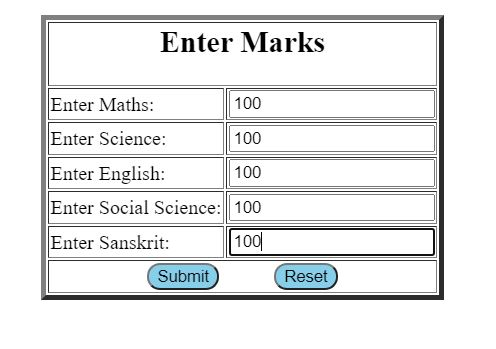 Enter Marks
Enter Maths: 100
Enter Science: 100
Enter English: 100
Enter Social Science: 100
Enter Sanskrit: 100
Submit Reset